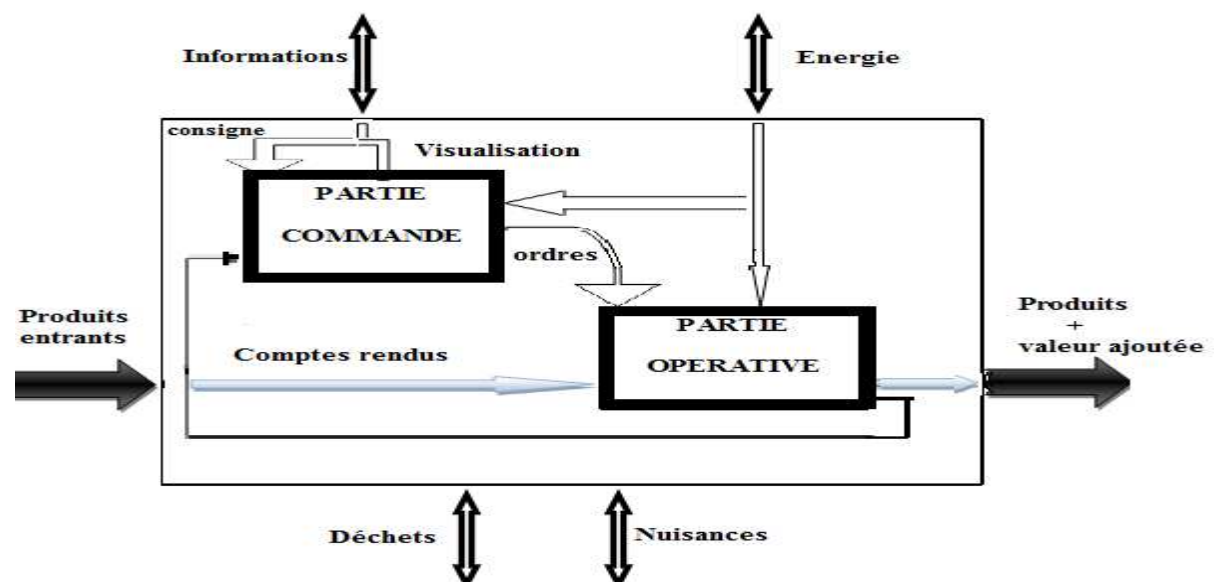 Informations
Energie
consigne
Visualisation
PARTIE
COMMANDE
ordres
Produits
entrants
Comptes rendus
PARTIE
OPERATIVE
Produits
+
valeur ajoutée
Déchets
Nuisances